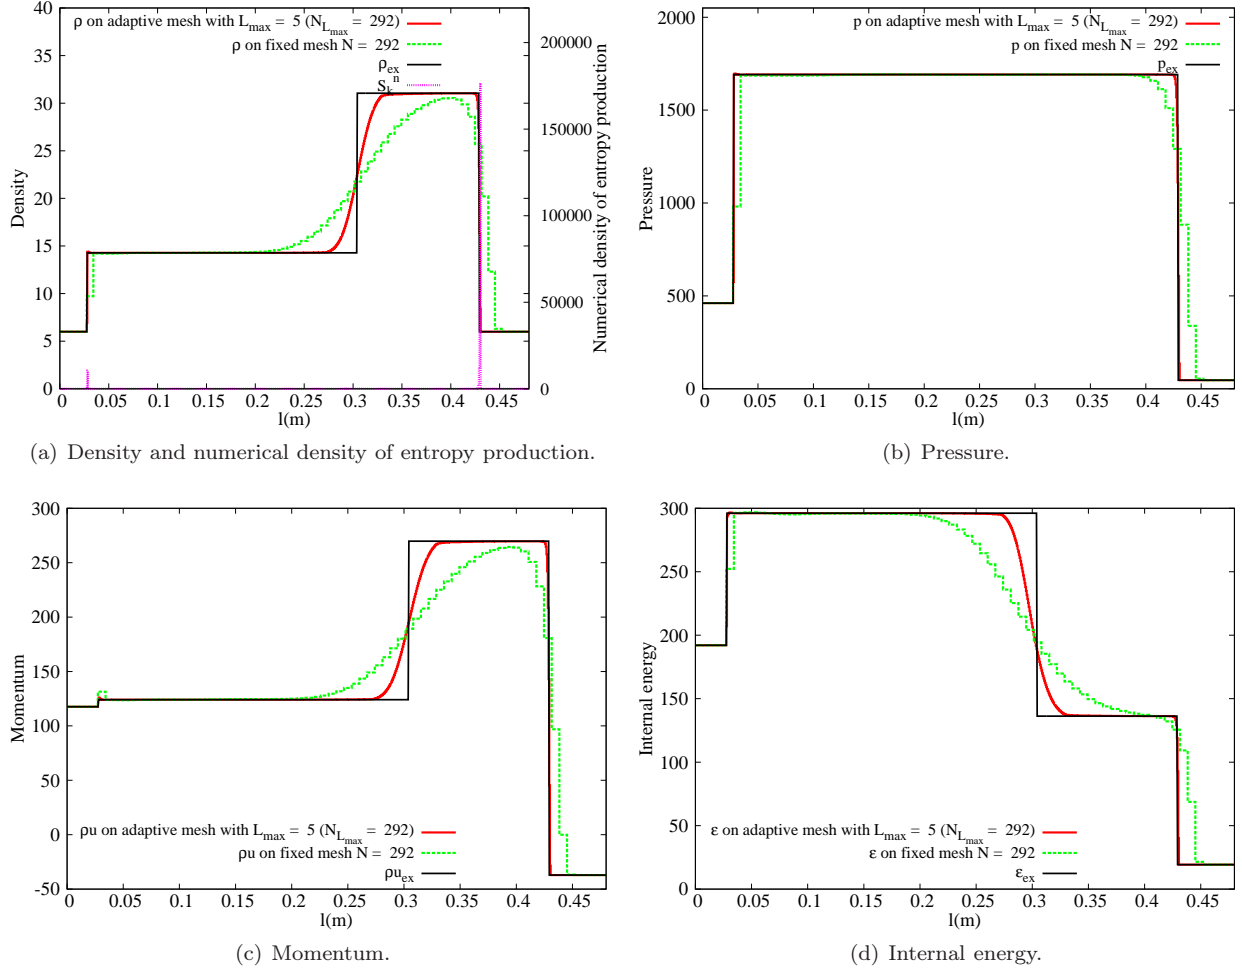 ρ on adaptive mesh with L_max = 5 (N_L_max = 292)
ρ on fixed mesh N = 292
ρ_ex
S_k^n
40
35
30
25
20
15
10
5
0
Density
200000
150000
100000
50000
0
Numerical density of entropy production
0 0.05 0.1 0.15 0.2 0.25 0.3 0.35 0.4 0.45
l(m)
(a) Density and numerical density of entropy production.
p on adaptive mesh with L_max = 5 (N_L_max = 292)
p on fixed mesh N = 292
p_ex
2000
1500
1000
500
0
Pressure
0 0.05 0.1 0.15 0.2 0.25 0.3 0.35 0.4 0.45
l(m)
(b) Pressure.
300
250
200
150
100
50
0
-50
Momentum
ρu on adaptive mesh with L_max = 5 (N_L_max = 292)
ρu on fixed mesh N = 292
ρu_ex
0 0.05 0.1 0.15 0.2 0.25 0.3 0.35 0.4 0.45
l(m)
(c) Momentum.
300
250
200
150
100
50
0
Internal energy
ε on adaptive mesh with L_max = 5 (N_L_max = 292)
ε on fixed mesh N = 292
ε_ex
0 0.05 0.1 0.15 0.2 0.25 0.3 0.35 0.4 0.45
l(m)
(d) Internal energy.